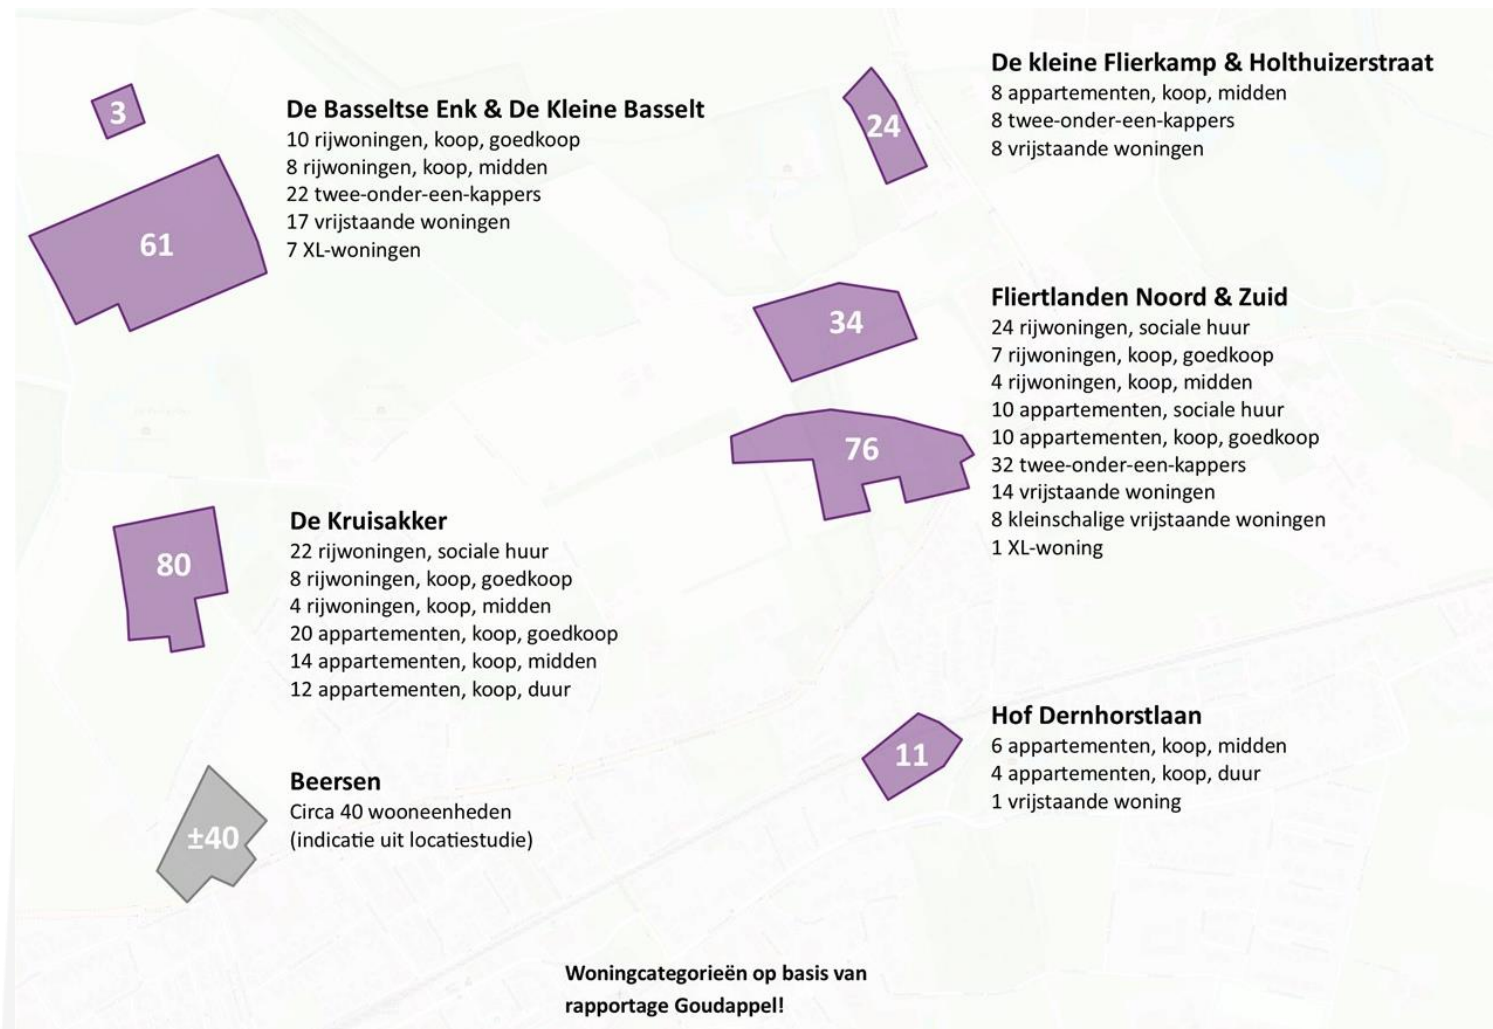 3
61
De Basseltse Enk & De Kleine Basselt
10 rijwoningen, koop, goedkoop
8 rijwoningen, koop, midden
22 twee-onder-een-kappers
17 vrijstaande woningen
7 XL-woningen
24
De kleine Flierkamp & Holthuizerstraat
8 appartementen, koop, midden
8 twee-onder-een-kappers
8 vrijstaande woningen
34
76
Fliertlanden Noord & Zuid
24 rijwoningen, sociale huur
7 rijwoningen, koop, goedkoop
4 rijwoningen, koop, midden
10 appartementen, sociale huur
10 appartementen, koop, goedkoop
32 twee-onder-een-kappers
14 vrijstaande woningen
8 kleinschalige vrijstaande woningen
1 XL-woning
80
De Kruisakker
22 rijwoningen, sociale huur
8 rijwoningen, koop, goedkoop
4 rijwoningen, koop, midden
20 appartementen, koop, goedkoop
14 appartementen, koop, midden
12 appartementen, koop, duur
11
Hof Dernhorstlaan
6 appartementen, koop, midden
4 appartementen, koop, duur
1 vrijstaande woning
±40
Beersen
Circa 40 wooneenheden
(indicatie uit locatiestudie)
Woningcategorieën op basis van
rapportage Goudappel!